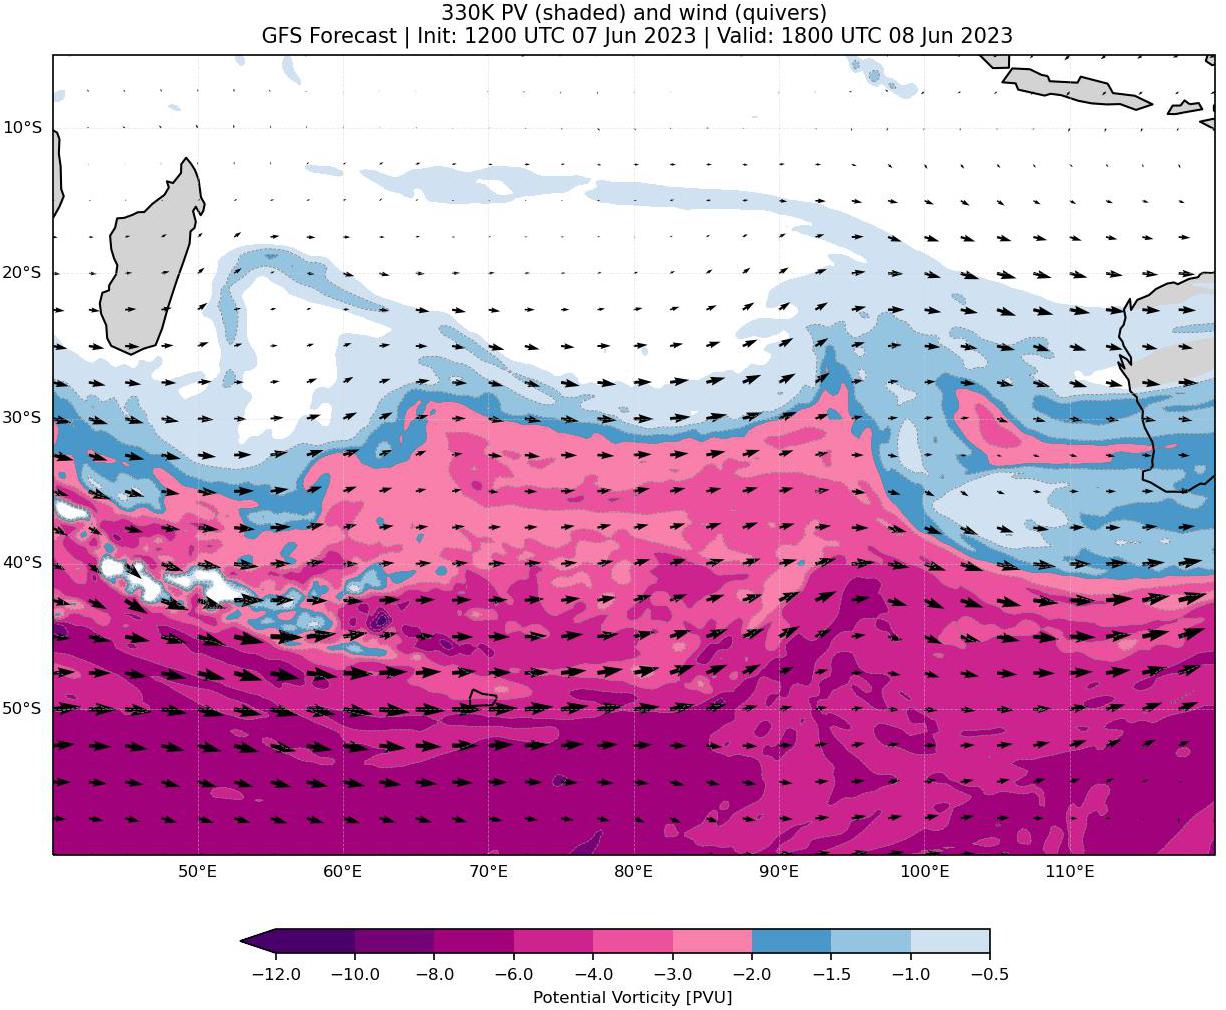 330K PV (shaded) and wind (quivers)
GFS Forecast | Init: 1200 UTC 07 Jun 2023 | Valid: 1800 UTC 08 Jun 2023
10°S
20°S
30°S
40°S
50°S
50°E 60°E 70°E 80°E 90°E 100°E 110°E
−12.0 −10.0 −8.0 −6.0 −4.0 −3.0 −2.0 −1.5 −1.0 −0.5
Potential Vorticity [PVU]